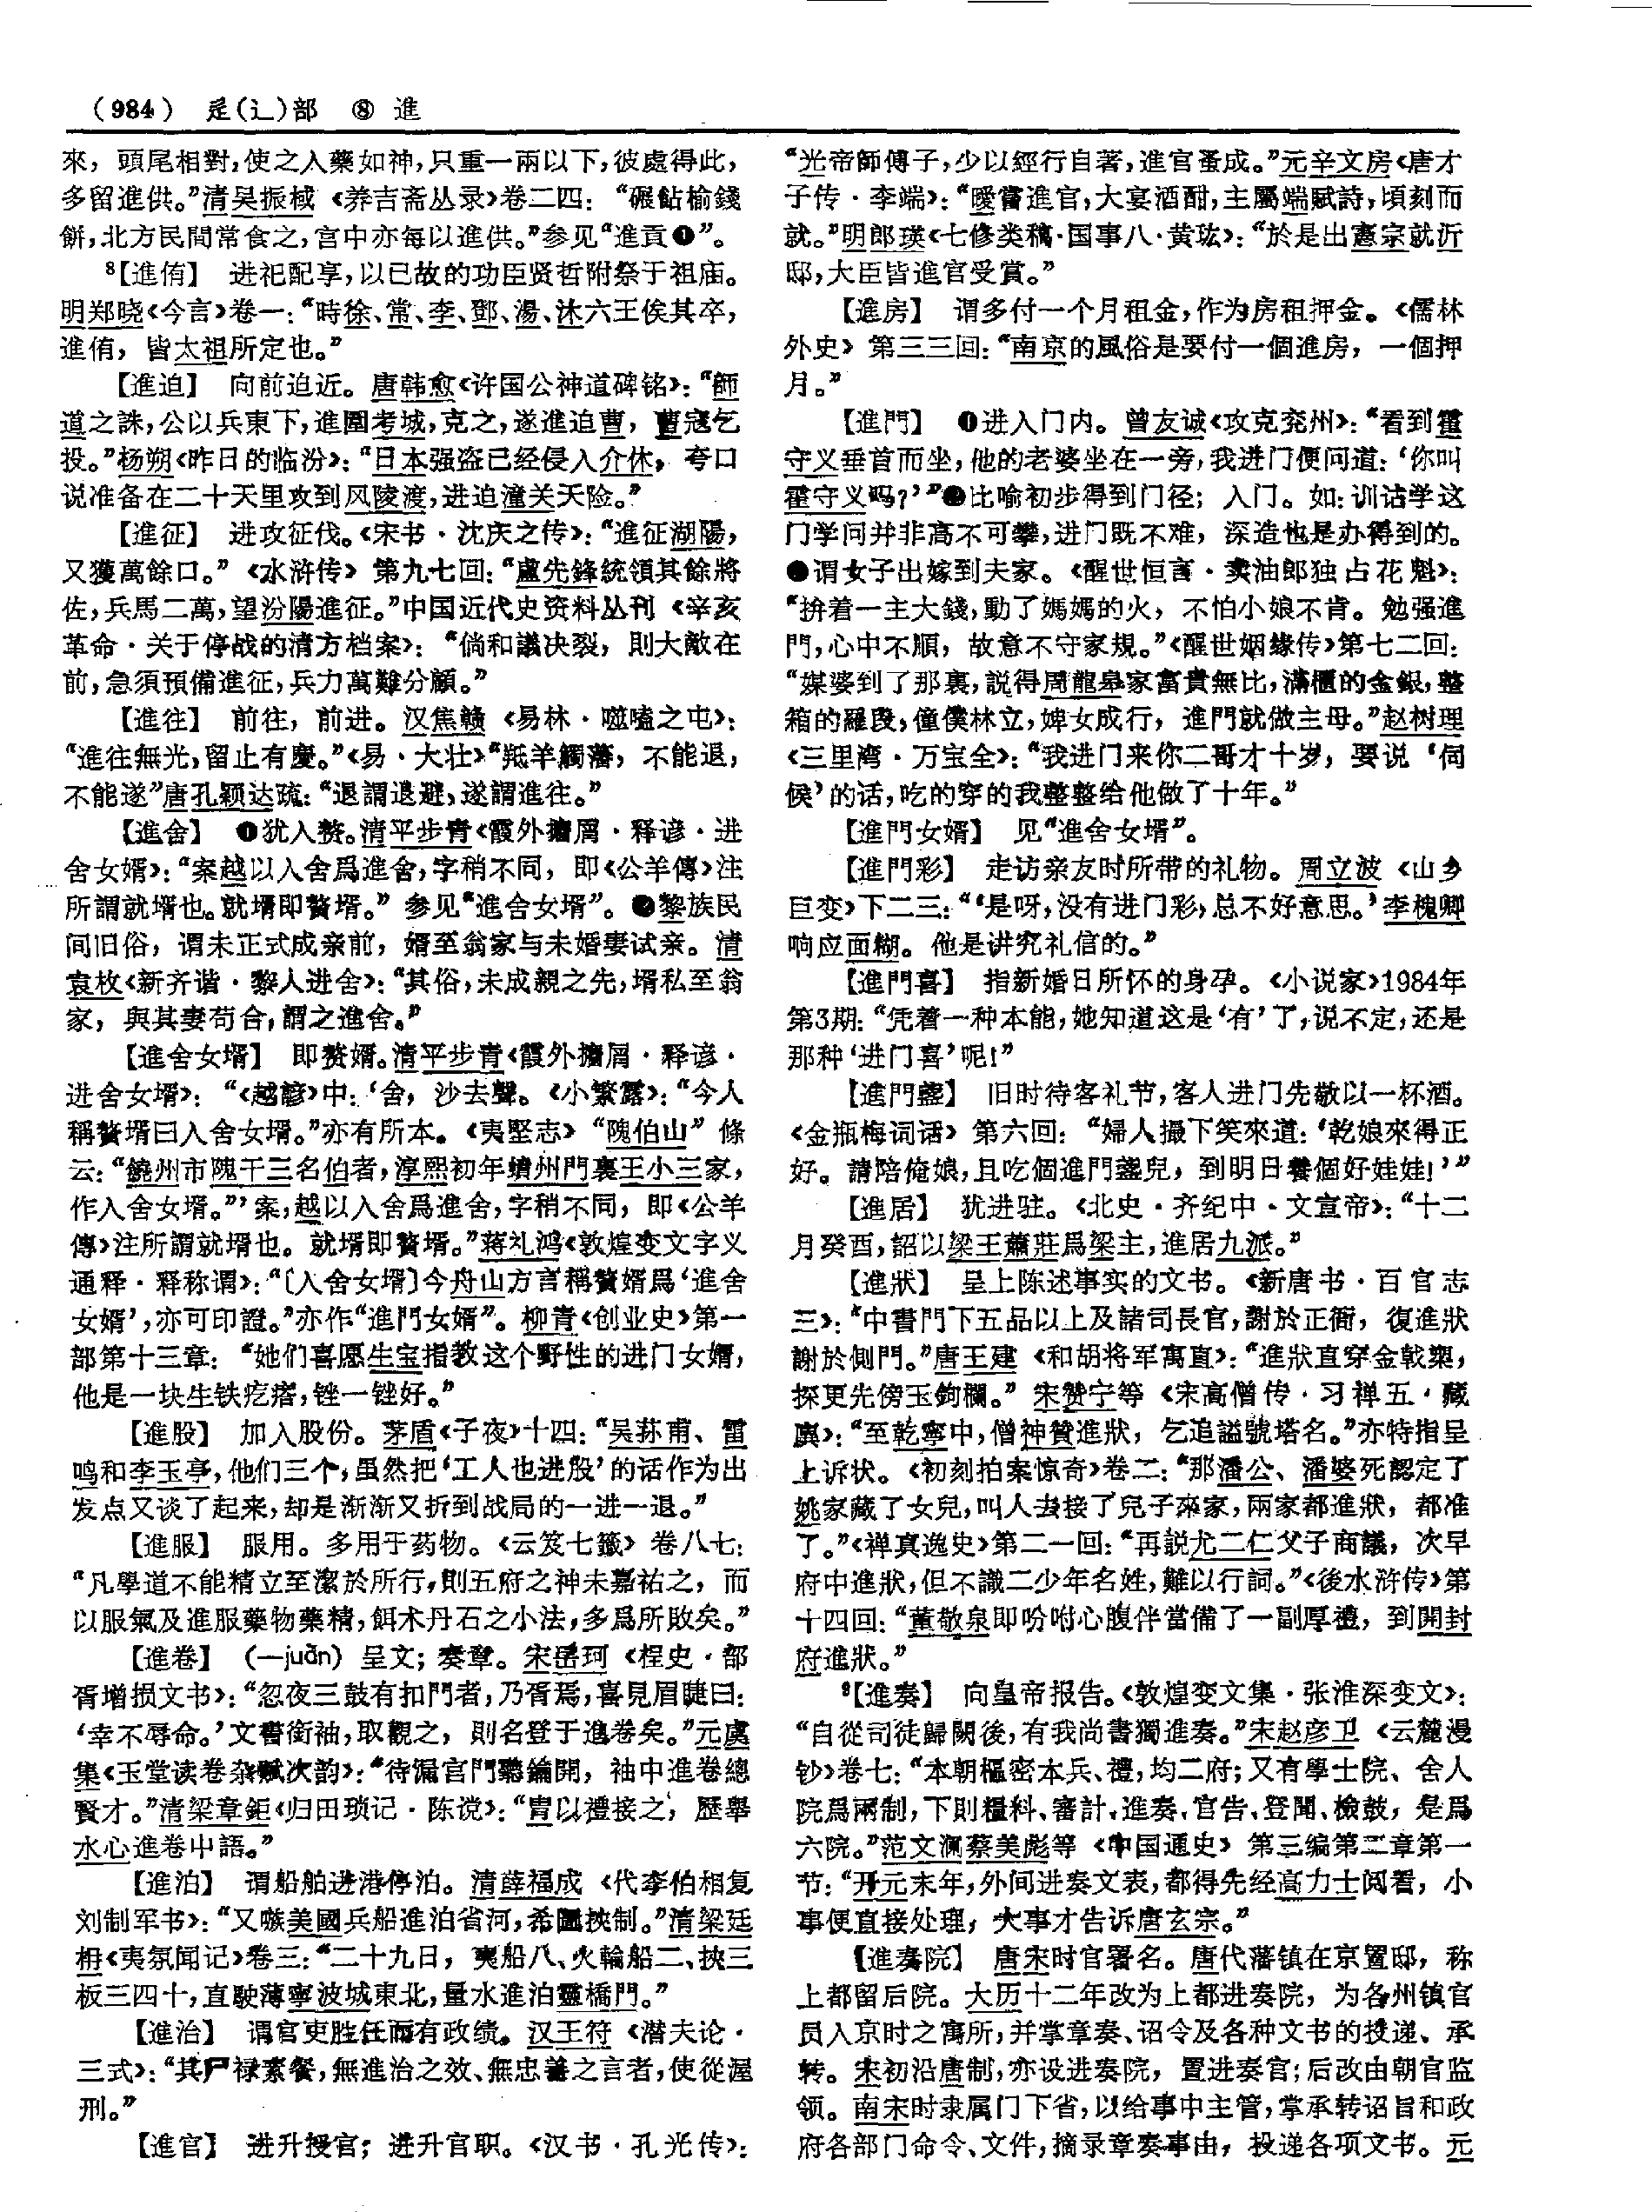 （984） 辵(辶)部 ⑧ 進
來，頭尾相對，使之入藥如神，只重一兩以下，彼處得此，
多留進供。”清吴振棫《养吉斋丛录》卷二四：“碾飴榆錢
餅，北方民間常食之，宫中亦每以進供。”参见“進貢❶”。
⁸【進侑】 进祀配享，以已故的功臣贤哲附祭于祖庙。
明郑晓《今言》卷一：“時徐、常、李、鄧、湯、沐六王俟其卒，
進侑，皆太祖所定也。”
【進迫】 向前迫近。唐韩愈《许国公神道碑铭》：“師
道之誅，公以兵東下，進圍考城，克之，遂進迫曹，曹寇乞
投。”杨朔《昨日的临汾》：“日本强盗已经侵入介休，夸口
说准备在二十天里攻到风陵渡，进迫潼关天险。”
【進征】 进攻征伐。《宋书·沈庆之传》：“進征湖陽，
又獲萬餘口。”《水浒传》第九七回：“盧先鋒統領其餘將
佐，兵馬二萬，望汾陽進征。”中国近代史资料丛刊《辛亥
革命·关于停战的清方档案》：“倘和議决裂，則大敵在
前，急須預備進征，兵力萬難分顧。”
【進往】 前往，前进。汉焦赣《易林·噬嗑之屯》：
“進往無光，留止有慶。”《易·大壮》“羝羊觸藩，不能退，
不能遂”唐孔颖达疏：“退謂退避，遂謂進往。”
【進舍】 ❶犹入赘。清平步青《霞外攟屑·释谚·进
舍女婿》：“案越以入舍爲進舍，字稍不同，即《公羊傳》注
所謂就壻也。就壻即贅壻。”参见“進舍女壻”。❷黎族民
间旧俗，谓未正式成亲前，婿至翁家与未婚妻试亲。清
袁枚《新齐谐·黎人进舍》：“其俗，未成親之先，壻私至翁
家，與其妻苟合，謂之進舍。”
【進舍女壻】 即赘婿。清平步青《霞外攟屑·释谚·
进舍女壻》：“《越諺》中：‘舍，沙去聲。《小繁露》：“今人
稱贅壻曰入舍女壻。”亦有所本。《夷堅志》“隗伯山”條
云：“饒州市隗千三名伯者，淳熙初年績州門裏王小三家，
作入舍女壻。”’案，越以入舍爲進舍，字稍不同，即《公羊
傳》注所謂就壻也。就壻即贅壻。”蒋礼鸿《敦煌变文字义
通释·释称谓》：“〔入舍女壻〕今舟山方言稱贅婿爲‘進舍
女婿’，亦可印證。”亦作“進門女婿”。柳青《创业史》第一
部第十三章：“她们喜愿生宝指教这个野性的进门女婿，
他是一块生铁疙瘩，锉一锉好。”
【進股】 加入股份。茅盾《子夜》十四：“吴荪甫、雷
鸣和李玉亭，他们三个，虽然把‘工人也进股’的话作为出
发点又谈了起来，却是渐渐又折到战局的一进一退。”
【進服】 服用。多用于药物。《云笈七籤》卷八七：
“凡學道不能精立至潔於所行，則五府之神未嘉祐之，而
以服氣及進服藥物藥精，餌朮丹石之小法，多爲所敗矣。”
【進卷】 （—juǎn）呈文；奏章。宋岳珂《桯史·部
胥增损文书》：“忽夜三鼓有扣門者，乃胥焉，喜見眉睫曰：
‘幸不辱命。’文書銜袖，取觀之，則名登于進卷矣。”元虞
集《玉堂读卷杂赋次韵》：“待漏宫門聽鑰開，袖中進卷總
賢才。”清梁章鉅《归田琐记·陈说》：“胄以禮接之，歷舉
水心進卷中語。”
【進泊】 谓船舶进港停泊。清薛福成《代李伯相复
刘制军书》：“又嗾美國兵船進泊省河，希圖挾制。”清梁廷
枏《夷氛闻记》卷三：“二十九日，夷船八、火輪船二、挾三
板三四十，直駛薄寧波城東北，量水進泊靈橋門。”
【進治】 谓官吏胜任而有政绩。汉王符《潜夫论·
三式》：“其尸禄素餐，無進治之效、無忠善之言者，使從渥
刑。”
【進官】 进升授官；进升官职。《汉书·孔光传》：
“光帝師傅子，少以經行自著，進官蚤成。”元辛文房《唐才
子传·李端》：“曖嘗進官，大宴酒酣，主屬端賦詩，頃刻而
就。”明郎瑛《七修类稿·国事八·黄玹》：“於是出憲宗就沂
邸，大臣皆進官受賞。”
【進房】 谓多付一个月租金，作为房租押金。《儒林
外史》第三三回：“南京的風俗是要付一個進房，一個押
月。”
【進門】 ❶进入门内。曾友诚《攻克兖州》：“看到霍
守义垂首而坐，他的老婆坐在一旁，我进门便问道：‘你叫
霍守义吗？’”❷比喻初步得到门径；入门。如：训诂学这
门学问并非高不可攀，进门既不难，深造也是办得到的。
❸谓女子出嫁到夫家。《醒世恒言·卖油郎独占花魁》：
“拚着一主大錢，動了媽媽的火，不怕小娘不肯。勉强進
門，心中不順，故意不守家規。”《醒世姻缘传》第七二回：
“媒婆到了那裏，説得周龍皋家富貴無比，滿櫃的金銀，整
箱的羅段，僮僕林立，婢女成行，進門就做主母。”赵树理
《三里湾·万宝全》：“我进门来你二哥才十岁，要说‘伺
候’的话，吃的穿的我整整给他做了十年。”
【進門女婿】 见“進舍女壻”。
【進門彩】 走访亲友时所带的礼物。周立波《山乡
巨变》下二三：“‘是呀，没有进门彩，总不好意思。’李槐卿
响应面糊。他是讲究礼信的。”
【進門喜】 指新婚日所怀的身孕。《小说家》1984年
第3期：“凭着一种本能，她知道这是‘有’了，说不定，还是
那种‘进门喜’呢！”
【進門盞】 旧时待客礼节，客人进门先敬以一杯酒。
《金瓶梅词话》第六回：“婦人撮下笑來道：‘乾娘來得正
好。請陪俺娘，且吃個進門盞兒，到明日養個好娃娃！’”
【進居】 犹进驻。《北史·齐纪中·文宣帝》：“十二
月癸酉，詔以梁王蕭莊爲梁主，進居九派。”
【進狀】 呈上陈述事实的文书。《新唐书·百官志
三》：“中書門下五品以上及諸司長官，謝於正衙，復進狀
謝於側門。”唐王建《和胡将军寓直》：“進狀直穿金戟槊，
探更先傍玉鉤欄。”宋赞宁等《宋高僧传·习禅五·藏
廙》：“至乾寧中，僧神贊進狀，乞追謚號塔名。”亦特指呈
上诉状。《初刻拍案惊奇》卷二：“那潘公、潘婆死認定了
姚家藏了女兒，叫人去接了兒子來家，兩家都進狀，都准
了。”《禅真逸史》第二一回：“再説尤二仁父子商議，次早
府中進狀，但不識二少年名姓，難以行詞。”《後水浒传》第
十四回：“董敬泉即吩咐心腹伴當備了一副厚禮，到開封
府進狀。”
⁸【進奏】 向皇帝报告。《敦煌变文集·张淮深变文》：
“自從司徒歸闕後，有我尚書獨進奏。”宋赵彦卫《云麓漫
钞》卷七：“本朝樞密本兵、禮，均二府；又有學士院、舍人
院爲兩制，下則糧料、審計、進奏、官告、登聞、檢鼓，是爲
六院。”范文澜蔡美彪等《中国通史》第三编第二章第一
节：“开元末年，外间进奏文表，都得先经高力士阅看，小
事便直接处理，大事才告诉唐玄宗。”
【進奏院】 唐宋时官署名。唐代藩镇在京置邸，称
上都留后院。大历十二年改为上都进奏院，为各州镇官
员入京时之寓所，并掌章奏、诏令及各种文书的投递、承
转。宋初沿唐制，亦设进奏院，置进奏官；后改由朝官监
领。南宋时隶属门下省，以给事中主管，掌承转诏旨和政
府各部门命令、文件，摘录章奏事由，投递各项文书。元